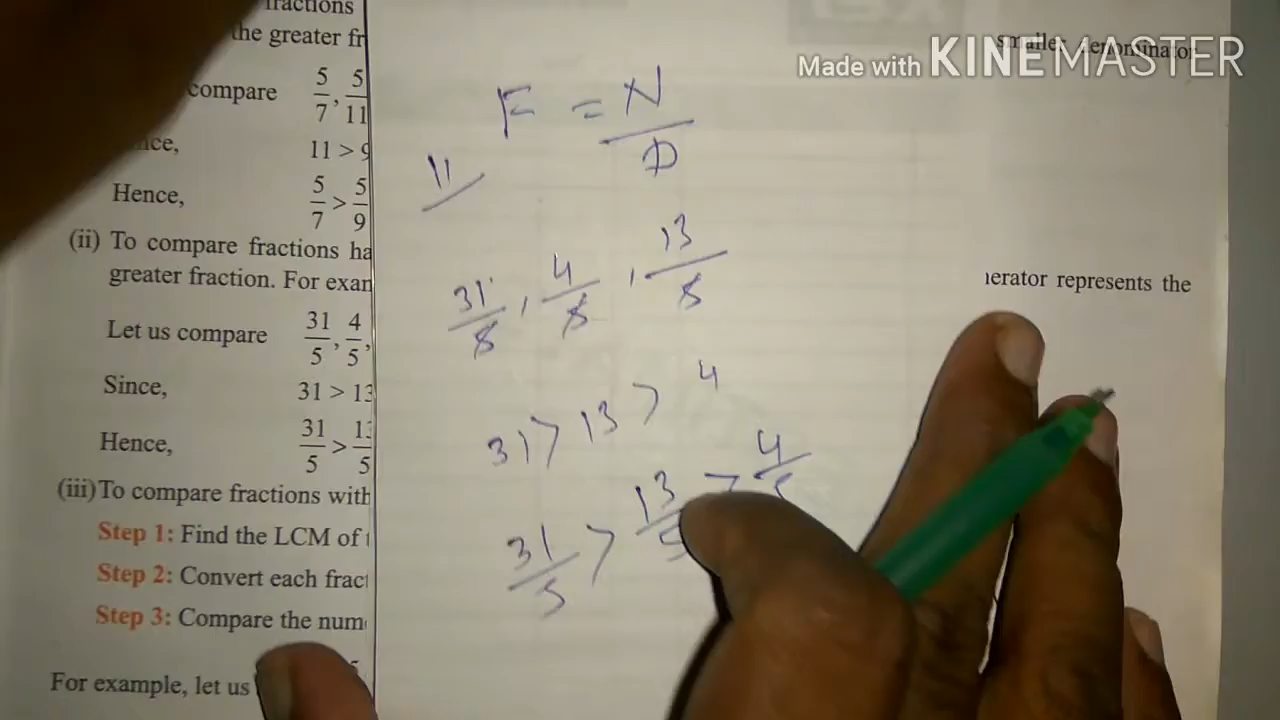 fractions
the greater fr
compare 5/7, 5/11
11 > 9
Hence, 5/7 > 5/9
(ii) To compare fractions ha
greater fraction. For exam
Let us compare 31/5, 4/5,
Since, 31 > 13
Hence, 31/5 > 13/5
(iii) To compare fractions with
Step 1: Find the LCM of
Step 2: Convert each fract
Step 3: Compare the num
For example, let us
F = N/D
11
31/5, 4/5, 13/5
31 > 13 > 4
31/5 > 13/5 > 4/5
smaller denominator
nerator represents the
Made with KINEMASTER